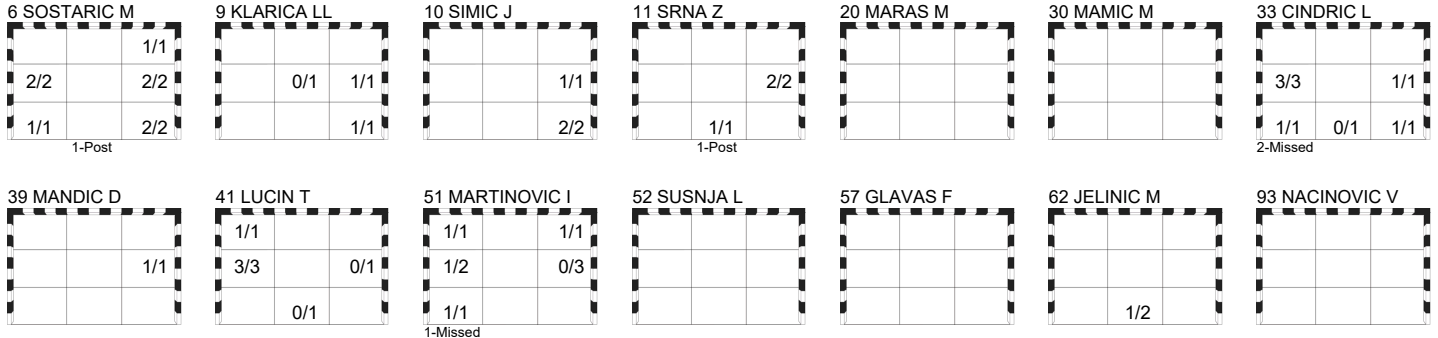 6 SOSTARIC M 9 KLARICA LL 10 SIMIC J 11 SRNA Z 20 MARAS M 30 MAMIC M 33 CINDRIC L
1/1
2/2 2/2 0/1 1/1 1/1 2/2 3/3 1/1
1/1 2/2 1/1 2/2 1/1 1/1 0/1 1/1
1-Post 1-Post 2-Missed
39 MANDIC D 41 LUCIN T 51 MARTINOVIC I 52 SUSNJA L 57 GLAVAS F 62 JELINIC M 93 NACINOVIC V
1/1 1/1 1/1
1/1 3/3 0/1 1/2 0/3
0/1 1/1 1/2
1-Missed